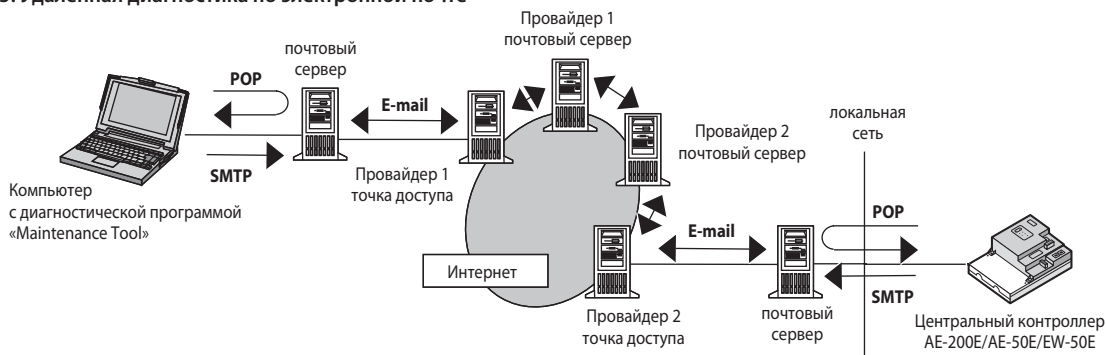 Удаленная диагностика по электронной почте
Провайдер 1
почтовый сервер
почтовый
сервер
POP
E-mail
SMTP
Провайдер 1
точка доступа
Компьютер
с диагностической программой
«Maintenance Tool»
Провайдер 2
почтовый сервер
локальная
сеть
Интернет
E-mail
POP
SMTP
Провайдер 2
точка доступа
почтовый
сервер
Центральный контроллер
AE-200E/AE-50E/EW-50E